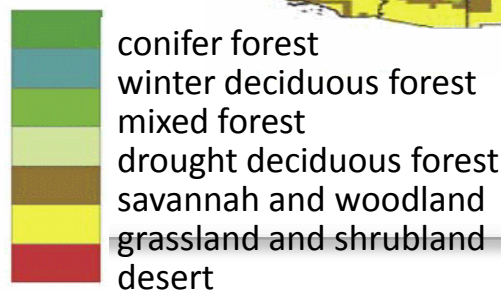 conifer forest
winter deciduous forest
mixed forest
drought deciduous forest
savannah and woodland
grassland and shrubland
desert